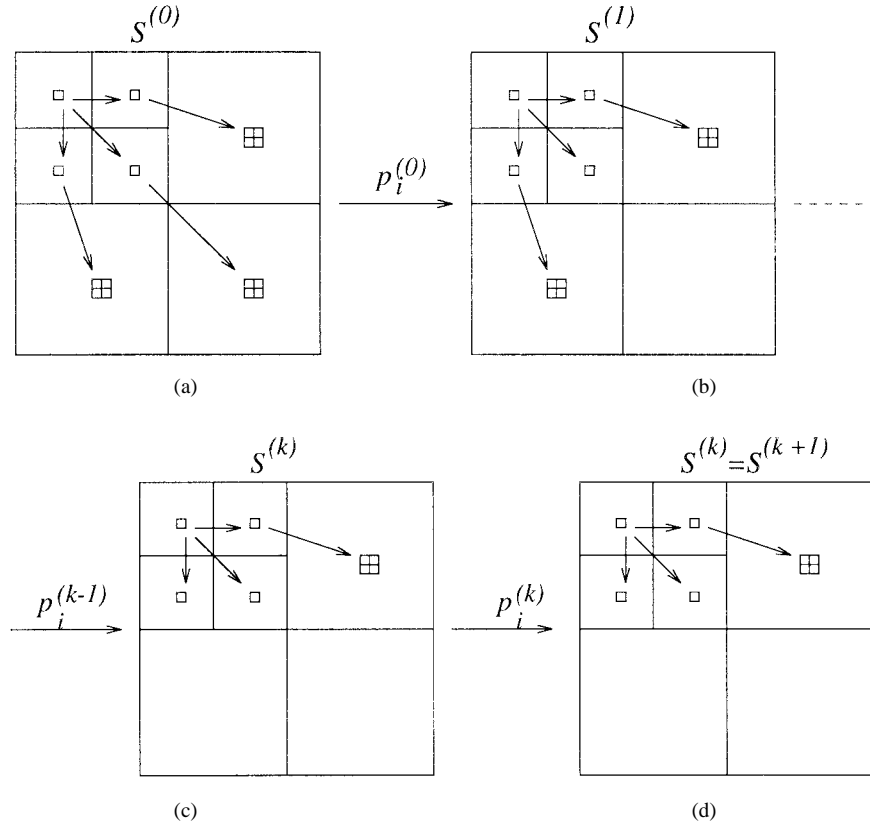 S^(0)
S^(1)
p_i^(0)
(a)
(b)
S^(k)
S^(k)=S^(k+1)
p_i^(k-1)
p_i^(k)
(c)
(d)